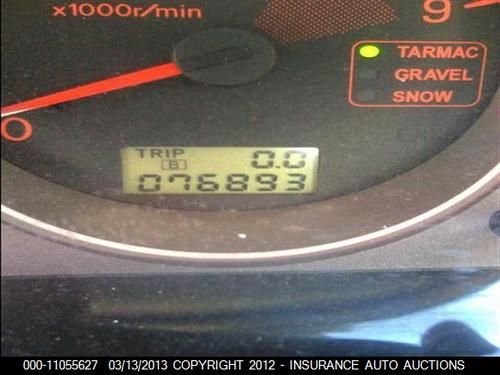 x1000r/min
9
TARMAC
GRAVEL
SNOW
0
TRIP
B
0.0
076893
000-11055627 03/13/2013 COPYRIGHT 2012 - INSURANCE AUTO AUCTIONS